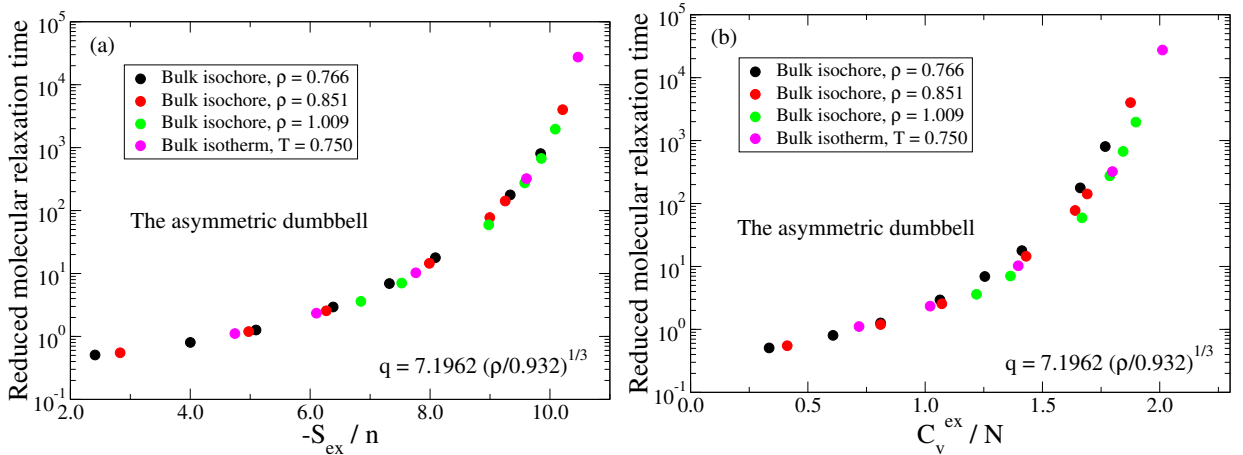 (a)
Reduced molecular relaxation time
10^5
10^4
10^3
10^2
10^1
10^0
10^-1
Bulk isochore, ρ = 0.766
Bulk isochore, ρ = 0.851
Bulk isochore, ρ = 1.009
Bulk isotherm, T = 0.750
The asymmetric dumbbell
q = 7.1962 (ρ/0.932)^1/3
2.0 4.0 6.0 8.0 10.0
-S_ex / n
(b)
Reduced molecular relaxation time
10^5
10^4
10^3
10^2
10^1
10^0
10^-1
Bulk isochore, ρ = 0.766
Bulk isochore, ρ = 0.851
Bulk isochore, ρ = 1.009
Bulk isotherm, T = 0.750
The asymmetric dumbbell
q = 7.1962 (ρ/0.932)^1/3
0.0 0.5 1.0 1.5 2.0
C_v^ex / N